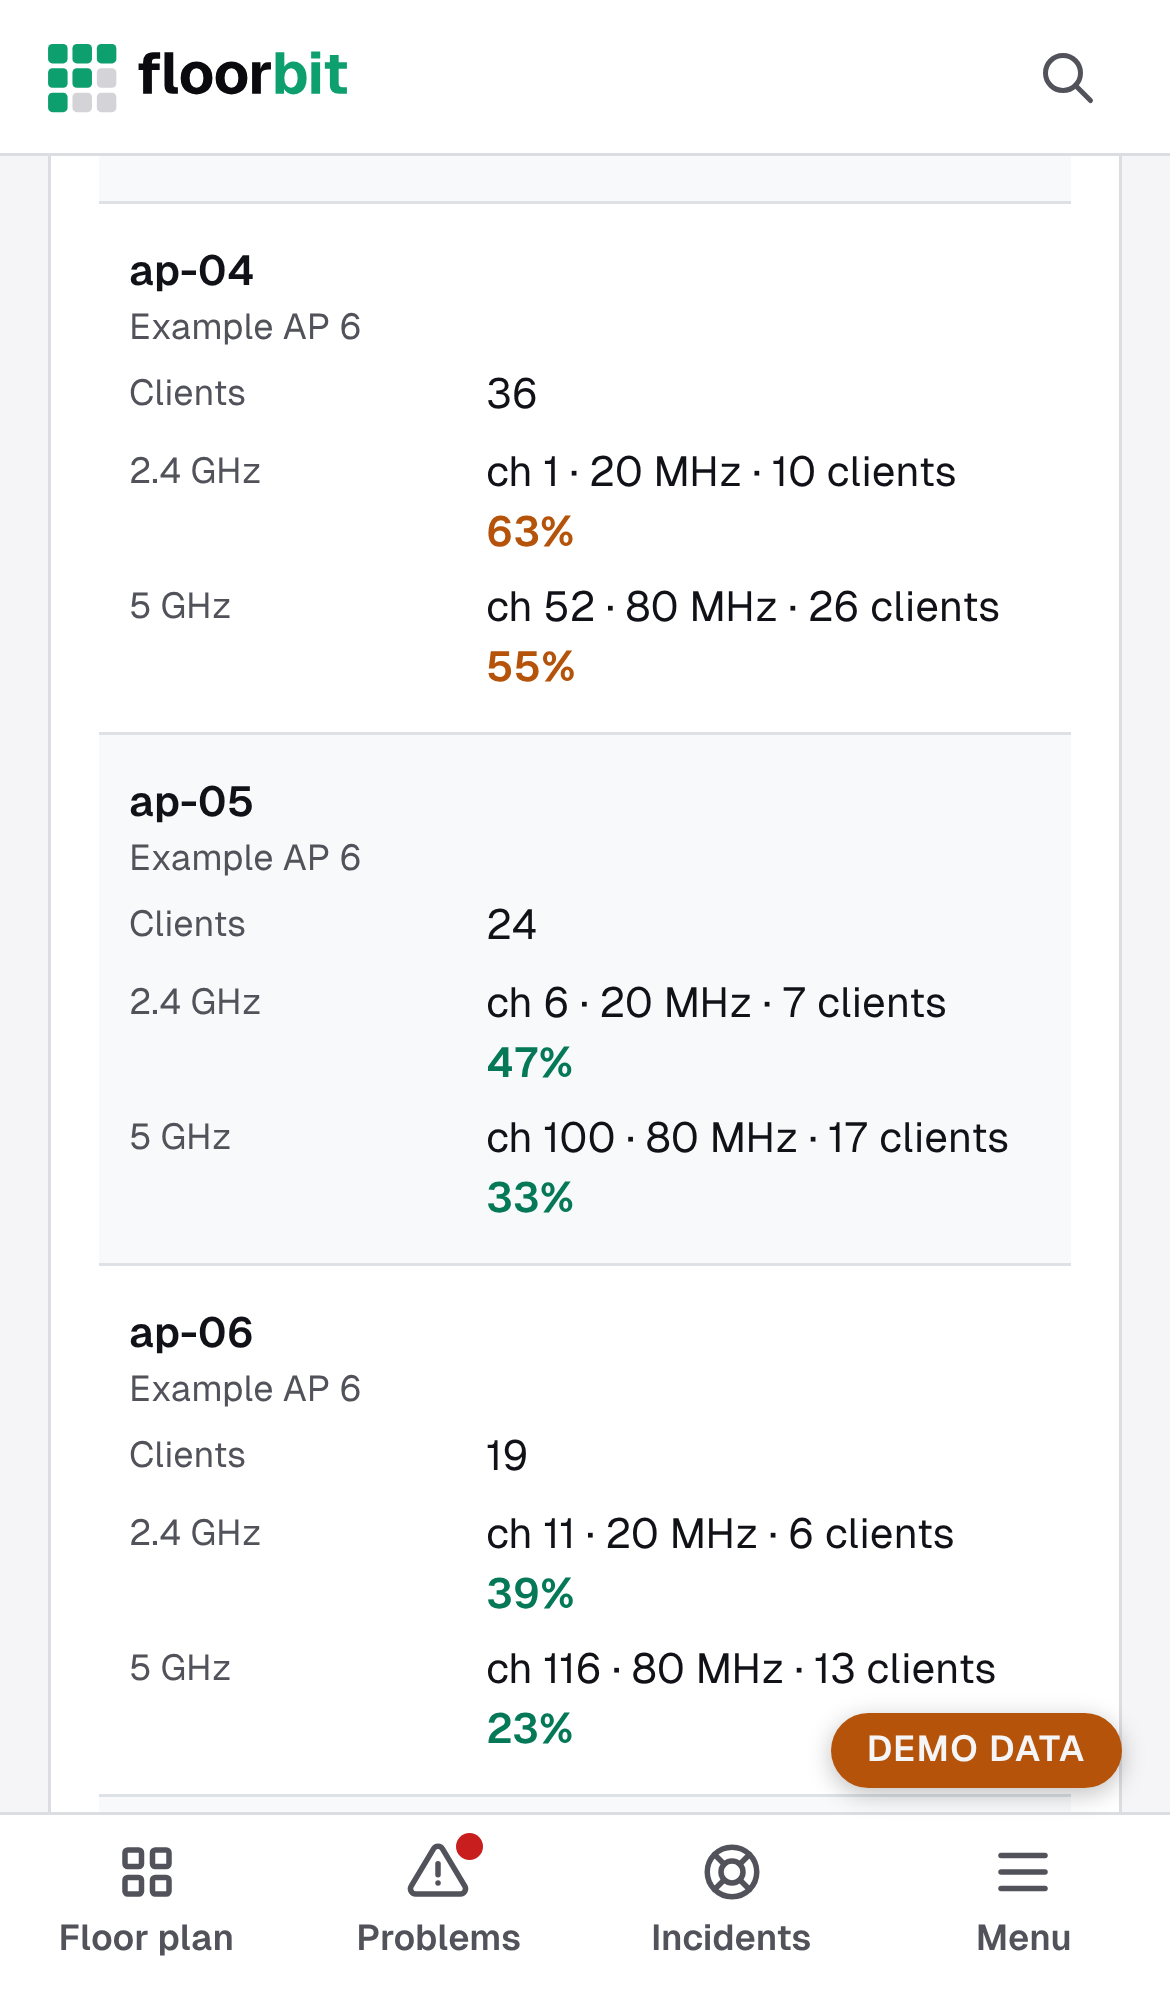 floorbit
ap-04
Example AP 6
Clients 36
2.4 GHz ch 1 · 20 MHz · 10 clients
63%
5 GHz ch 52 · 80 MHz · 26 clients
55%
ap-05
Example AP 6
Clients 24
2.4 GHz ch 6 · 20 MHz · 7 clients
47%
5 GHz ch 100 · 80 MHz · 17 clients
33%
ap-06
Example AP 6
Clients 19
2.4 GHz ch 11 · 20 MHz · 6 clients
39%
5 GHz ch 116 · 80 MHz · 13 clients
23%
DEMO DATA
Floor plan Problems Incidents Menu